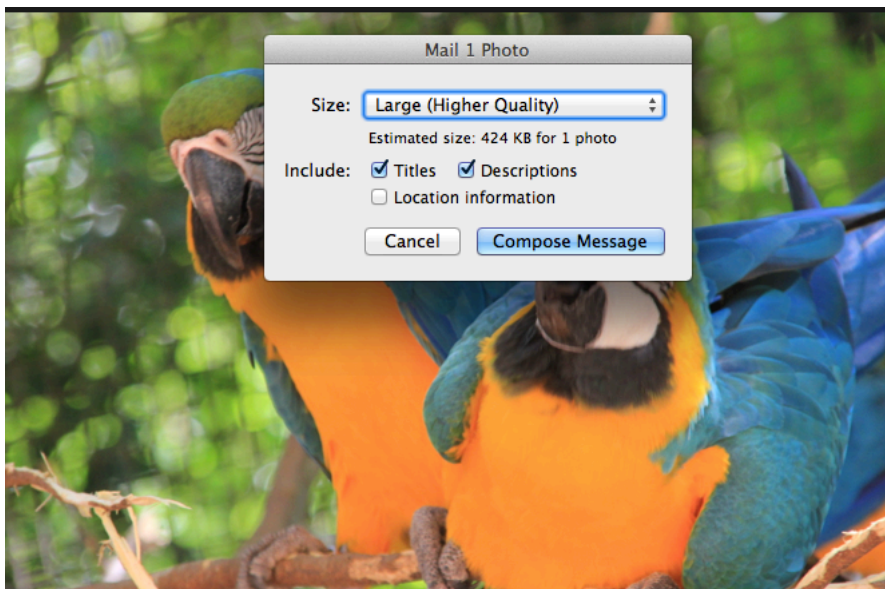 Mail 1 Photo
Size: Large (Higher Quality)
Estimated size: 424 KB for 1 photo
Include: Titles Descriptions
Location information
Cancel Compose Message